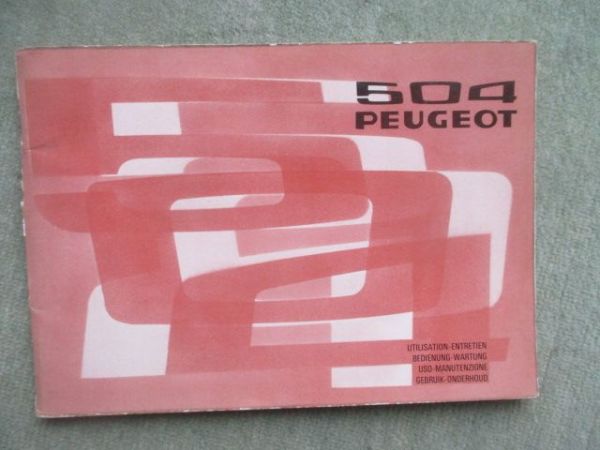 504
PEUGEOT
UTILISATION-ENTRETIEN
BEDIENUNG-WARTUNG
USO-MANUTENZIONE
GEBRUIK-ONDERHOUD